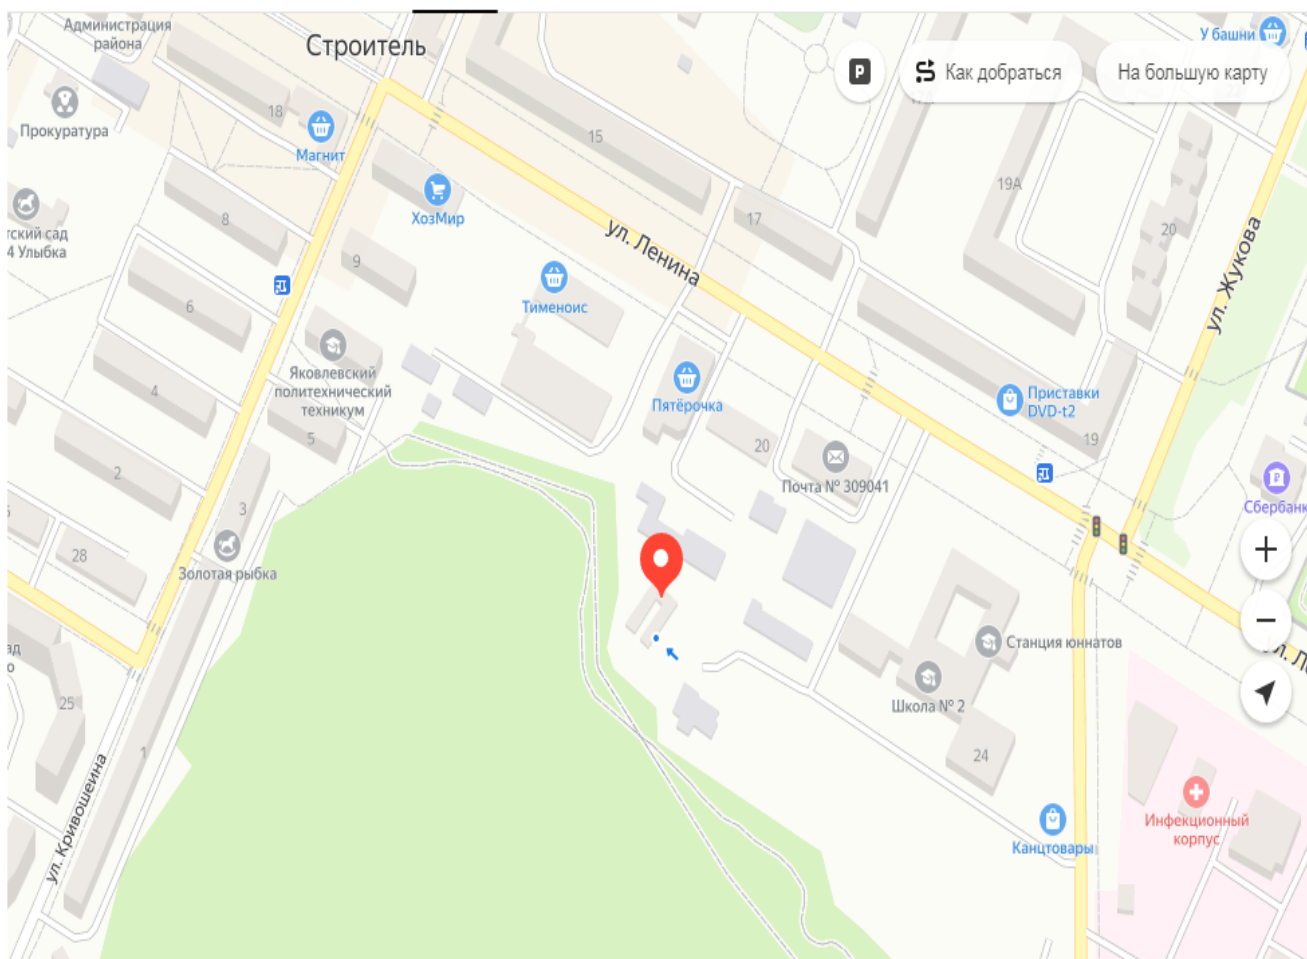 Администрация
района
Строитель
У башни
P
Как добраться
На большую карту
Прокуратура
18
Магнит
15
ХозМир
19А
8
17
20
тский сад
4 Улыбка
9
ул. Ленина
ул. Жукова
6
Тименоис
Яковлевский
политехнический
техникум
4
Пятёрочка
Приставки
DVD-t2
5
20
19
2
Почта № 309041
3
Сбербанк
28
Золотая рыбка
Станция юннатов
25
Школа № 2
24
1
ул. Кривошеина
Инфекционный
корпус
Канцтовары